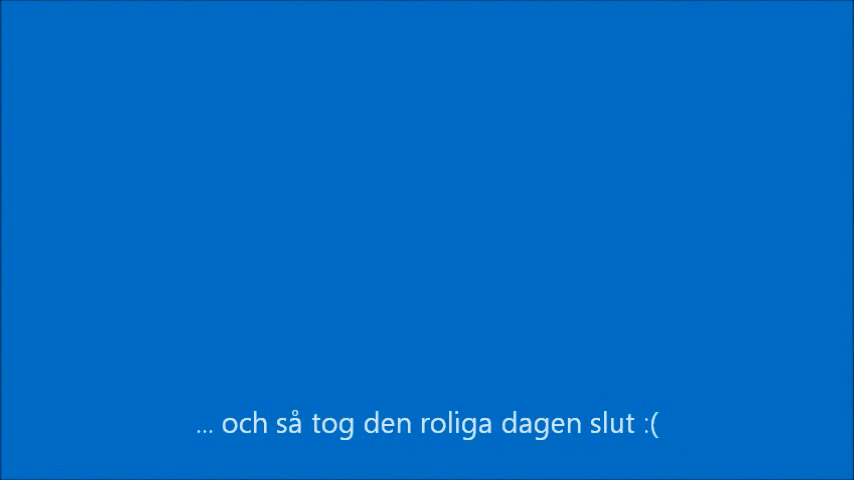 ... och så tog den roliga dagen slut :(